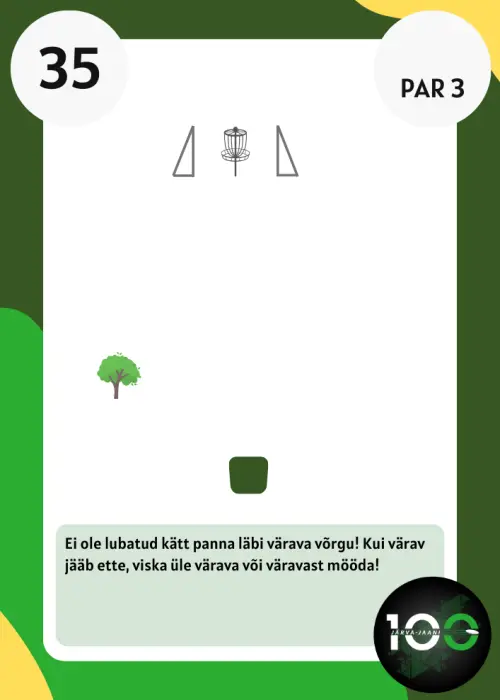 35
PAR 3
Ei ole lubatud kätt panna läbi värava võrgu! Kui värav
jääb ette, viska üle värava või väravast mööda!
100
JÄRVA-JAANI